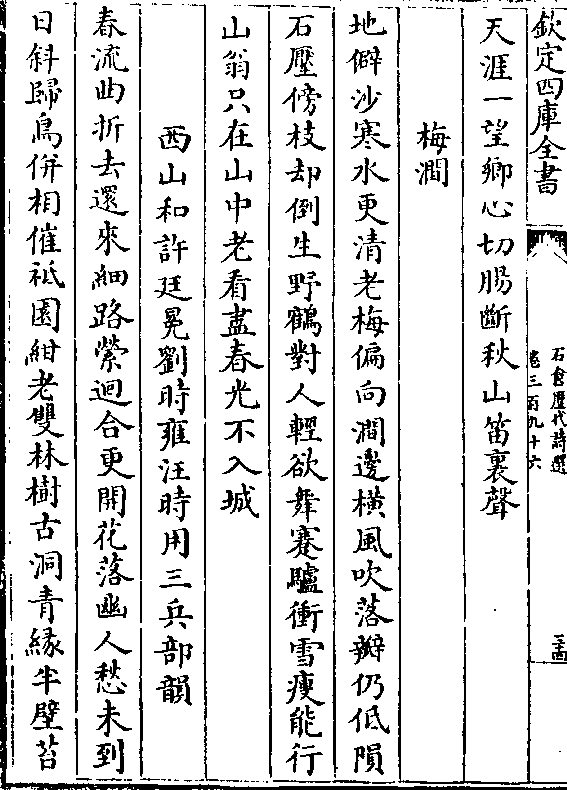 欽定四庫全書
石倉歷代詩選
卷三百九十六
天涯一望鄉心切腸斷秋山笛裏聲
梅澗
地僻沙寒水更清老梅偏向澗邊橫風吹落瓣仍低隕
石壓傍枝却倒生野鶴對人輕欲舞蹇驢衝雪瘦能行
山翁只在山中老看盡春光不入城
西山和許廷冕劉時雍汪時用三兵部韻
春流曲折去還來細路縈迴合更開花落幽人愁未到
日斜歸鳥併相催祗園紺老雙林樹古洞青緣半壁苔